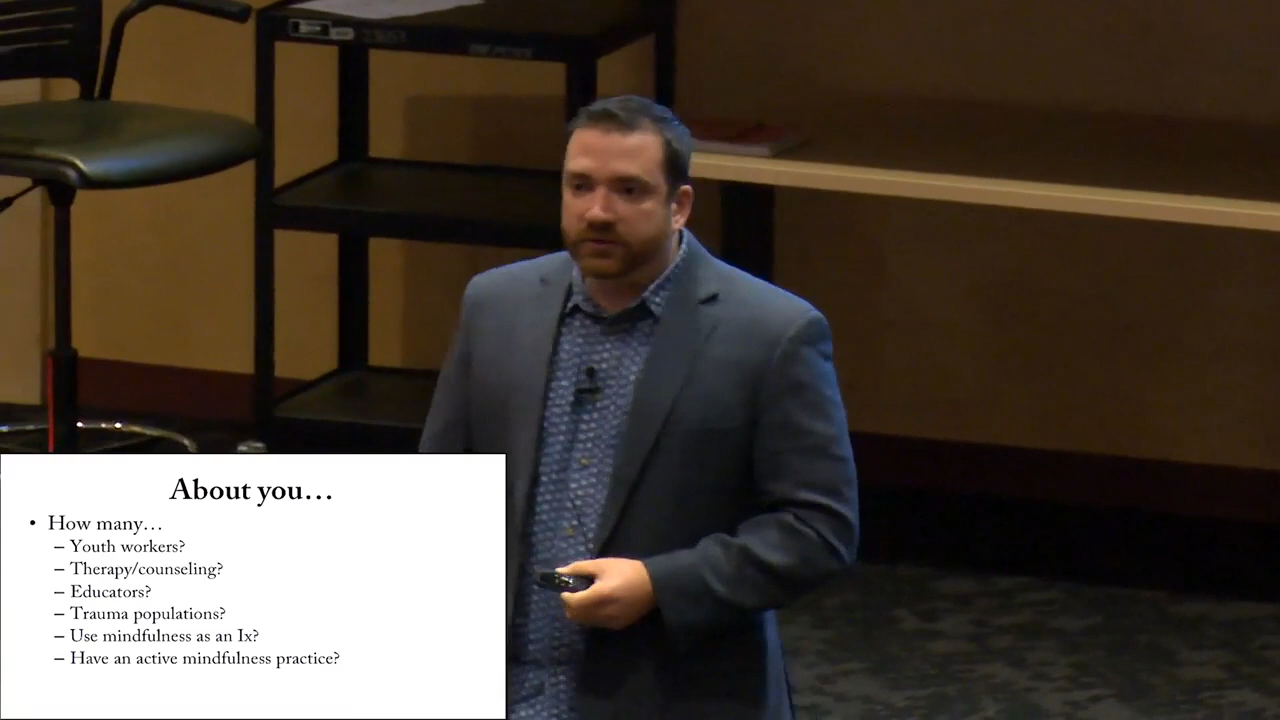 About you…
• How many…
– Youth workers?
– Therapy/counseling?
– Educators?
– Trauma populations?
– Use mindfulness as an Ix?
– Have an active mindfulness practice?